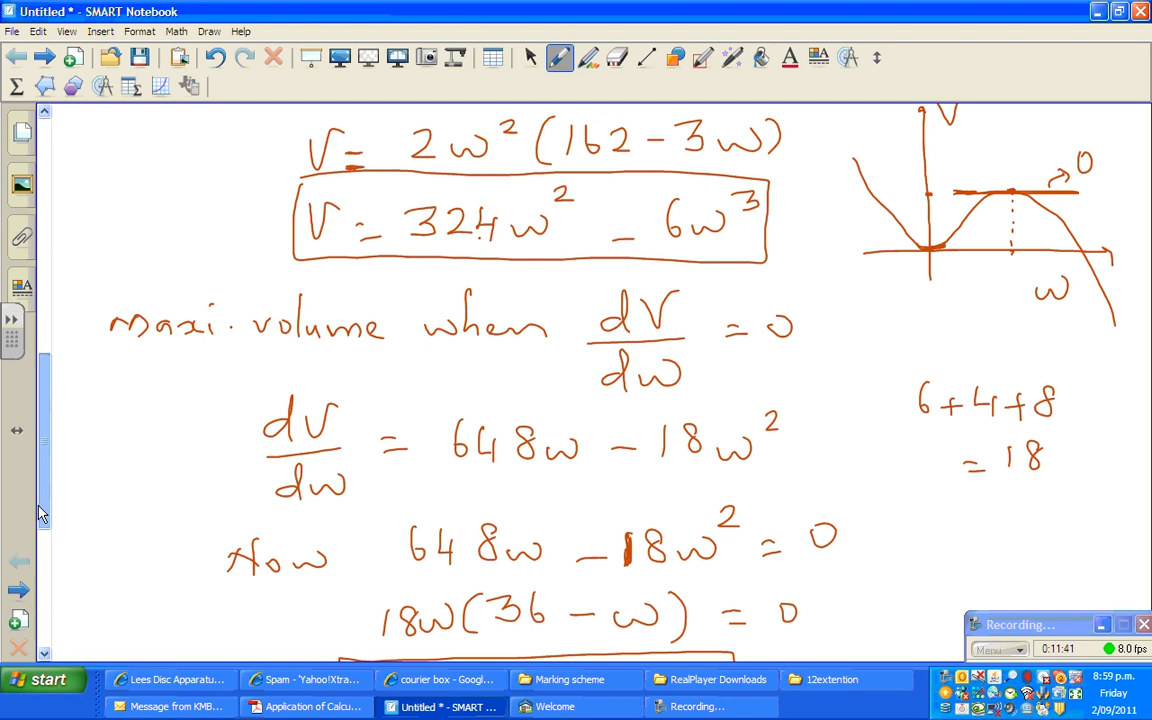 Untitled * - SMART Notebook
File Edit View Insert Format Math Draw Help
V = 2w²(162 - 3w)
V = 324w² - 6w³
V
0
w
Maxi. volume when dV/dw = 0
dV/dw = 648w - 18w²
6 + 4 + 8
= 18
Now 648w - 18w² = 0
18w(36 - w) = 0
Recording...
Menu 0:11:41 8.0 fps
start
Lees Disc Apparatu... Spam - 'Yahoo!Xtra... courier box - Googl... Marking scheme RealPlayer Downloads 12extention
Message from KMB... Application of Calcu... Untitled * - SMART ... Welcome Recording...
8:59 p.m.
Friday
2/09/2011